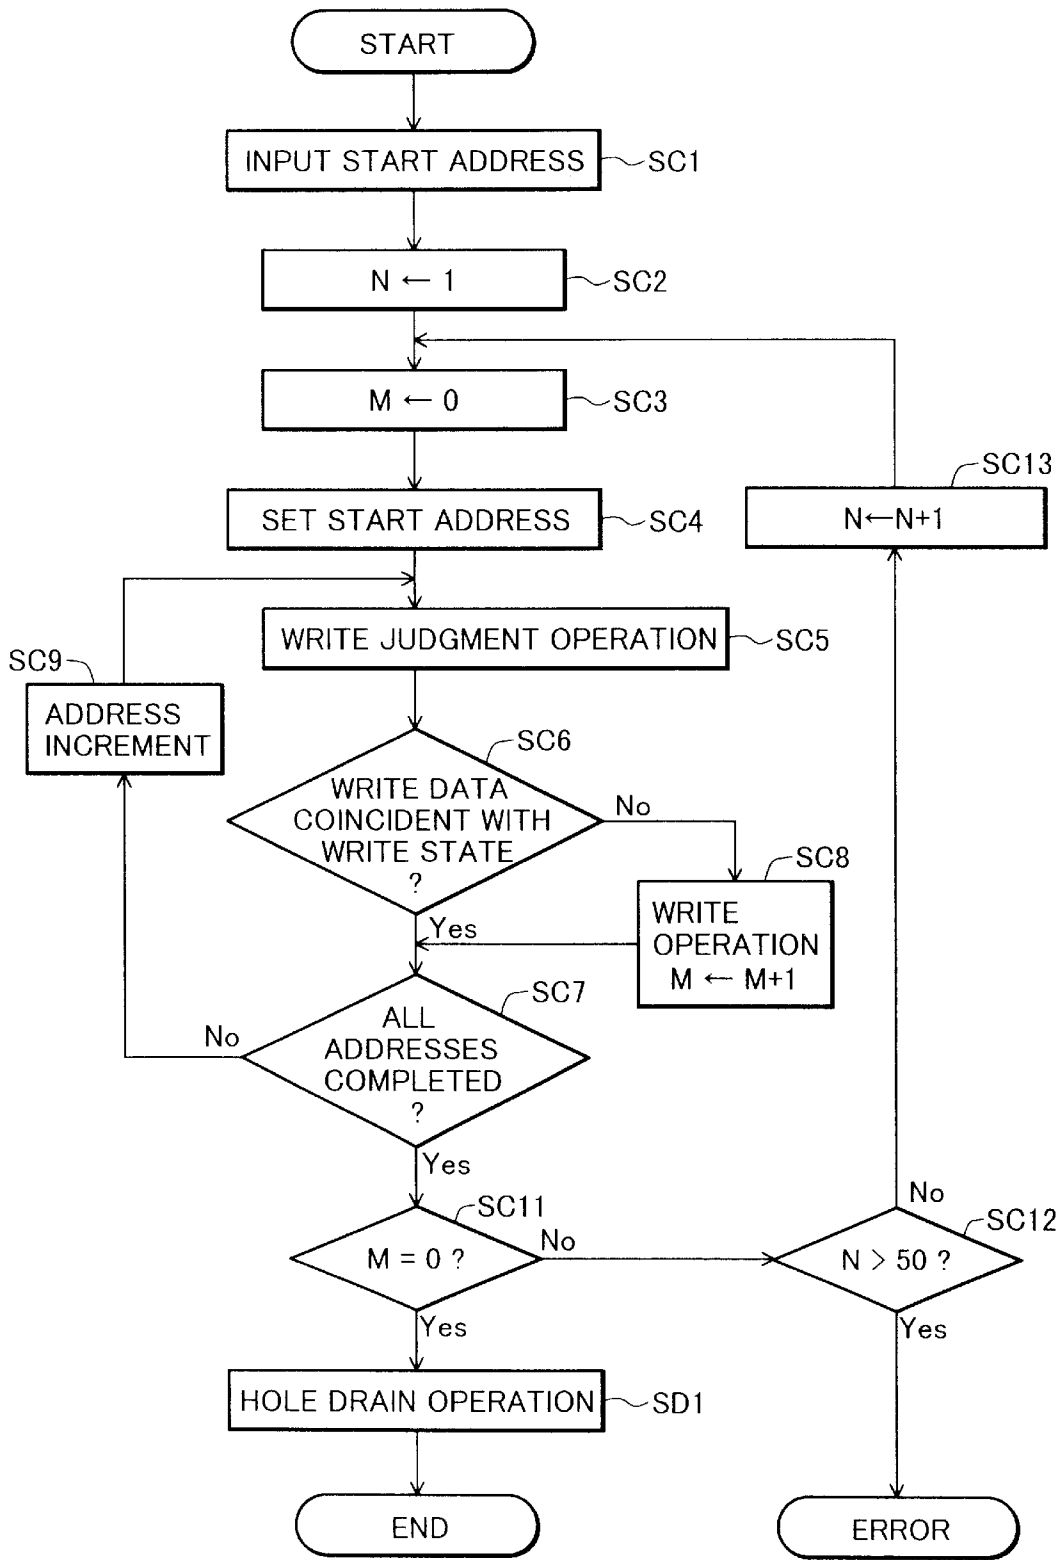 START
INPUT START ADDRESS
SC1
N ← 1
SC2
M ← 0
SC3
SC13
N←N+1
SET START ADDRESS
SC4
WRITE JUDGMENT OPERATION
SC5
SC9
ADDRESS
INCREMENT
SC6
WRITE DATA
COINCIDENT WITH
WRITE STATE
?
No
SC8
WRITE
OPERATION
M ← M+1
Yes
SC7
ALL
ADDRESSES
COMPLETED
?
No
Yes
SC11
M = 0 ?
No
SC12
N > 50 ?
No
Yes
Yes
HOLE DRAIN OPERATION
SD1
END
ERROR